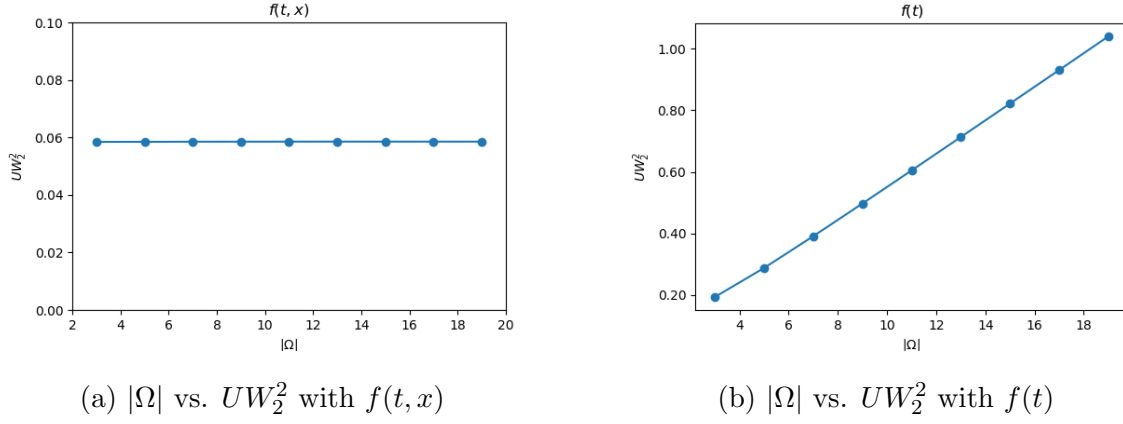 f(t, x)
0.10
0.08
0.06
0.04
0.02
0.00
UW₂²
2 4 6 8 10 12 14 16 18 20
|Ω|
(a) |Ω| vs. UW₂² with f(t, x)
f(t)
1.00
0.80
0.60
0.40
0.20
UW₂²
4 6 8 10 12 14 16 18
|Ω|
(b) |Ω| vs. UW₂² with f(t)